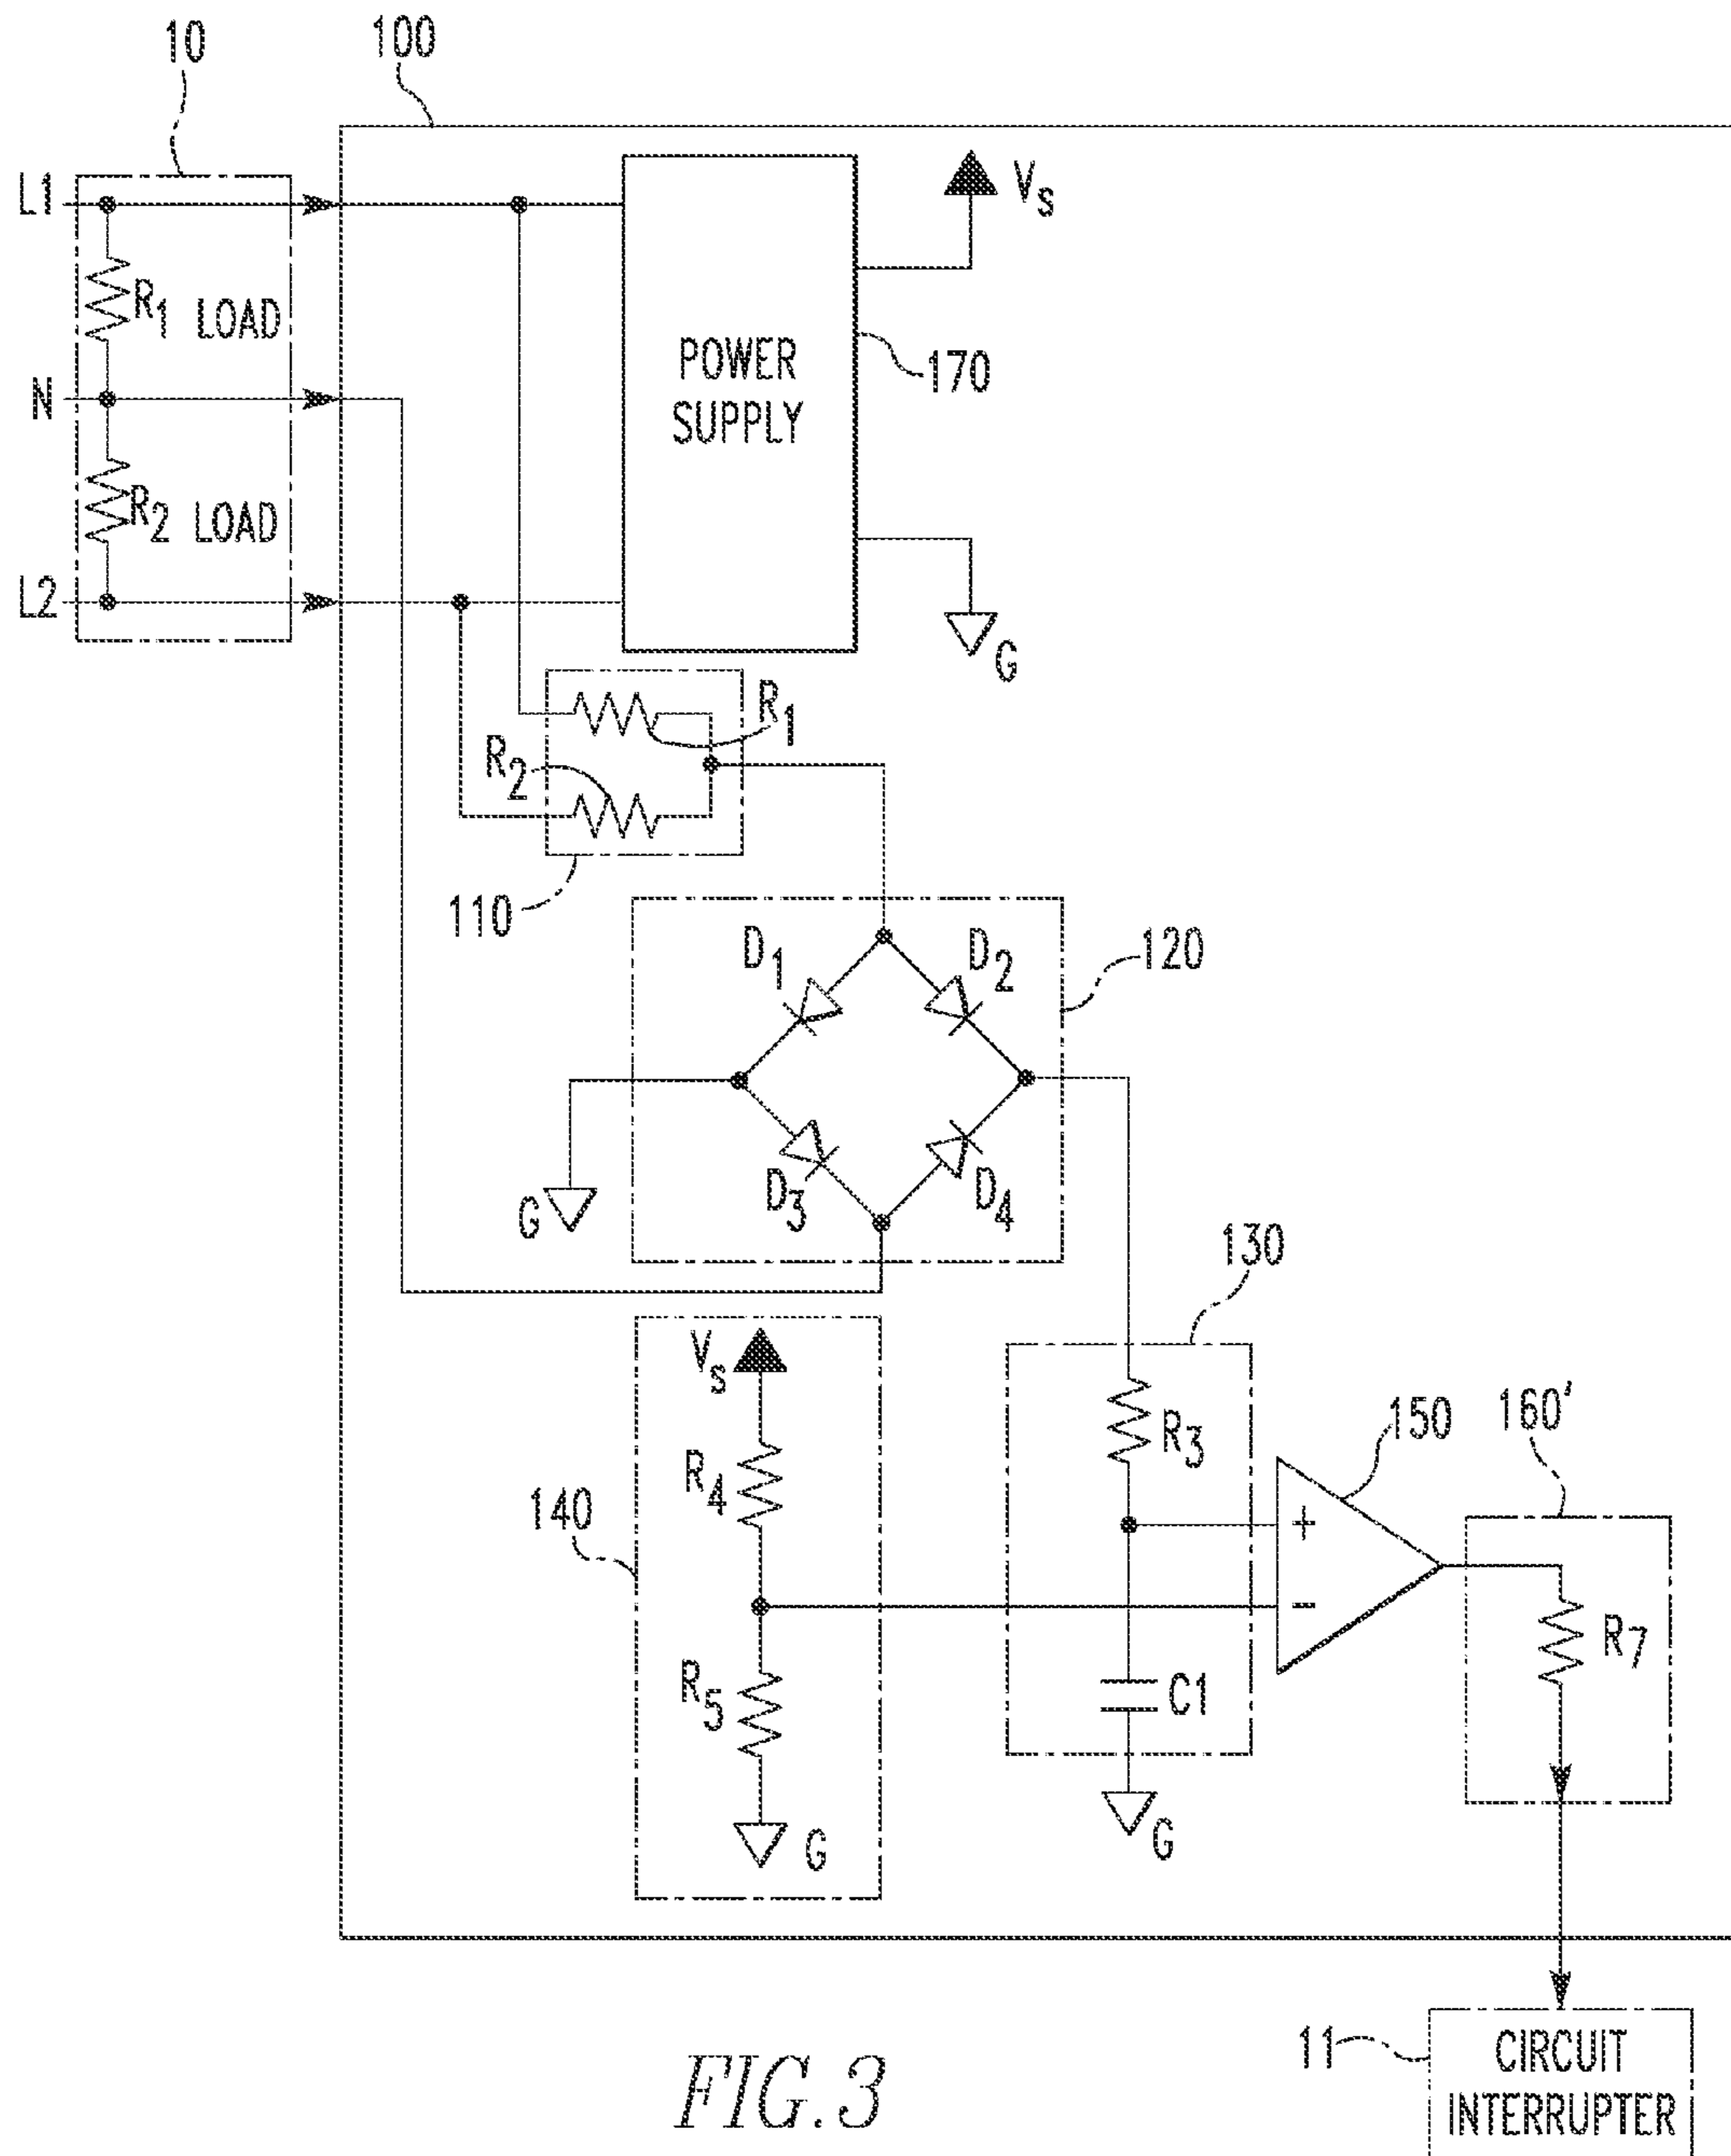 10
100
L1
Vs
R1 LOAD
N
POWER
SUPPLY
170
R2 LOAD
L2
G
R1
R2
110
D1
D2
120
D3
D4
G
130
Vs
R3
150
160'
R4
140
+
-
R7
R5
C1
G
G
11
CIRCUIT
INTERRUPTER
FIG. 3